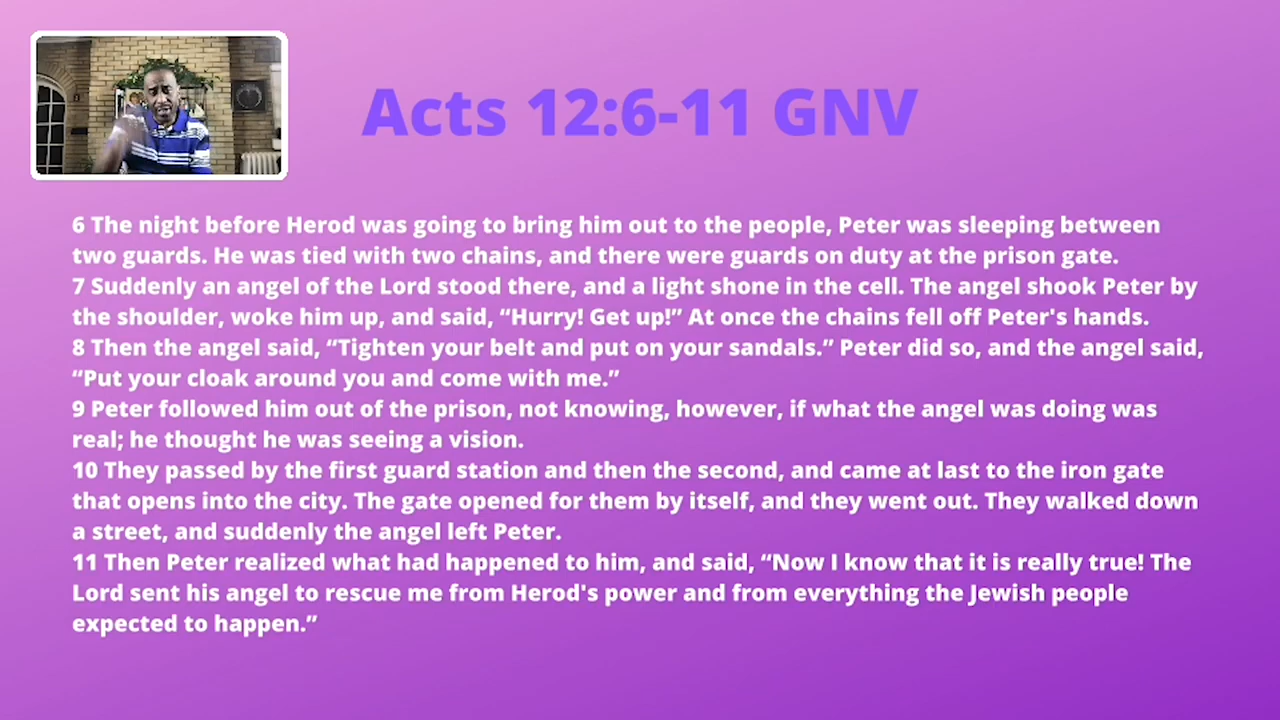 Acts 12:6-11 GNV
6 The night before Herod was going to bring him out to the people, Peter was sleeping between
two guards. He was tied with two chains, and there were guards on duty at the prison gate.
7 Suddenly an angel of the Lord stood there, and a light shone in the cell. The angel shook Peter by
the shoulder, woke him up, and said, “Hurry! Get up!” At once the chains fell off Peter's hands.
8 Then the angel said, “Tighten your belt and put on your sandals.” Peter did so, and the angel said,
“Put your cloak around you and come with me.”
9 Peter followed him out of the prison, not knowing, however, if what the angel was doing was
real; he thought he was seeing a vision.
10 They passed by the first guard station and then the second, and came at last to the iron gate
that opens into the city. The gate opened for them by itself, and they went out. They walked down
a street, and suddenly the angel left Peter.
11 Then Peter realized what had happened to him, and said, “Now I know that it is really true! The
Lord sent his angel to rescue me from Herod's power and from everything the Jewish people
expected to happen.”